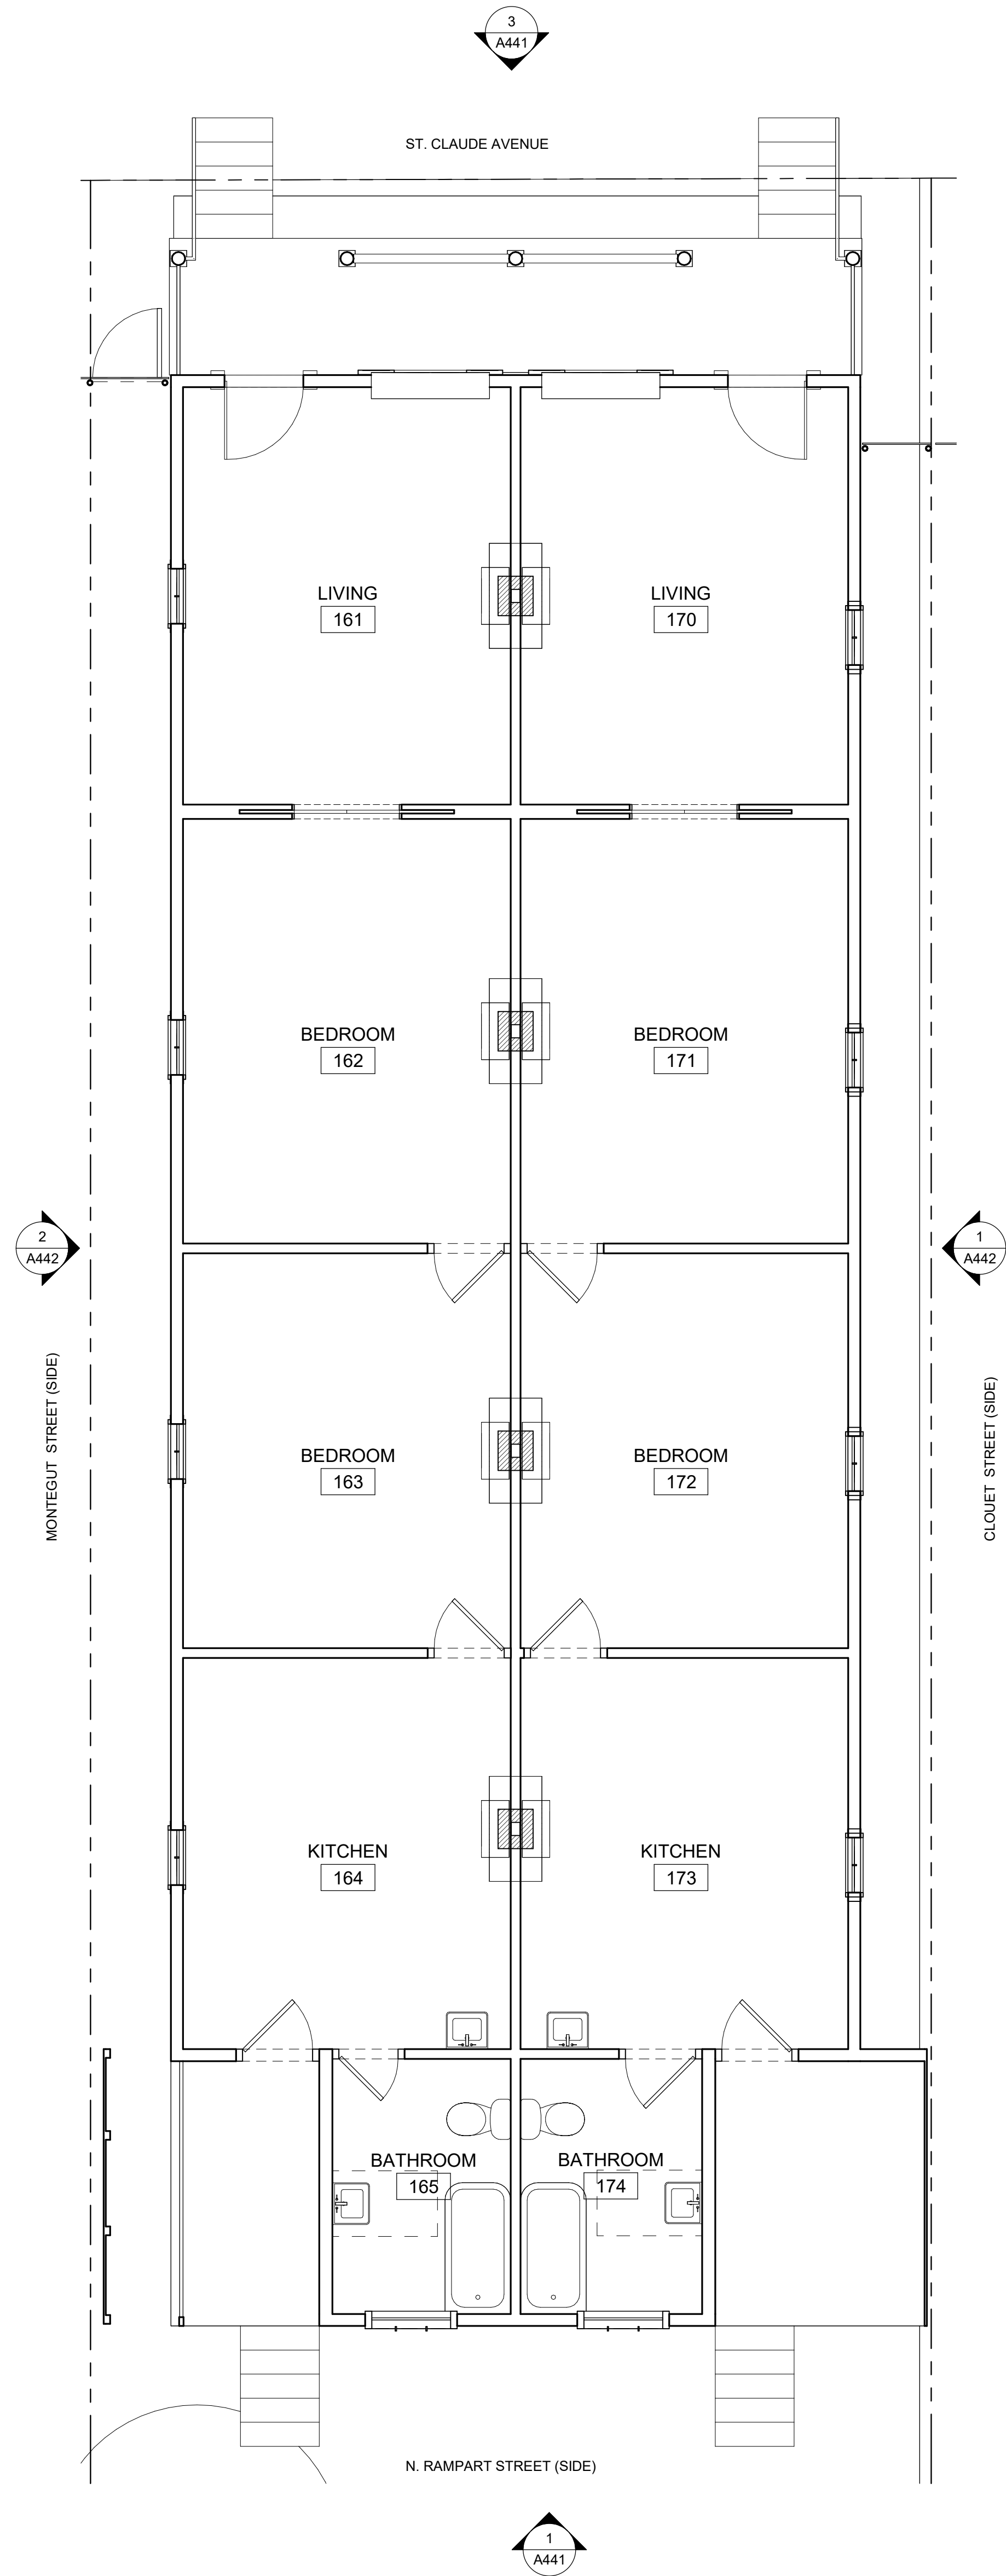 3
A441
ST. CLAUDE AVENUE
LIVING
161
LIVING
170
BEDROOM
162
BEDROOM
171
2
A442
1
A442
MONTEGUT STREET (SIDE)
CLOUET STREET (SIDE)
BEDROOM
163
BEDROOM
172
KITCHEN
164
KITCHEN
173
BATHROOM
165
BATHROOM
174
N. RAMPART STREET (SIDE)
1
A441